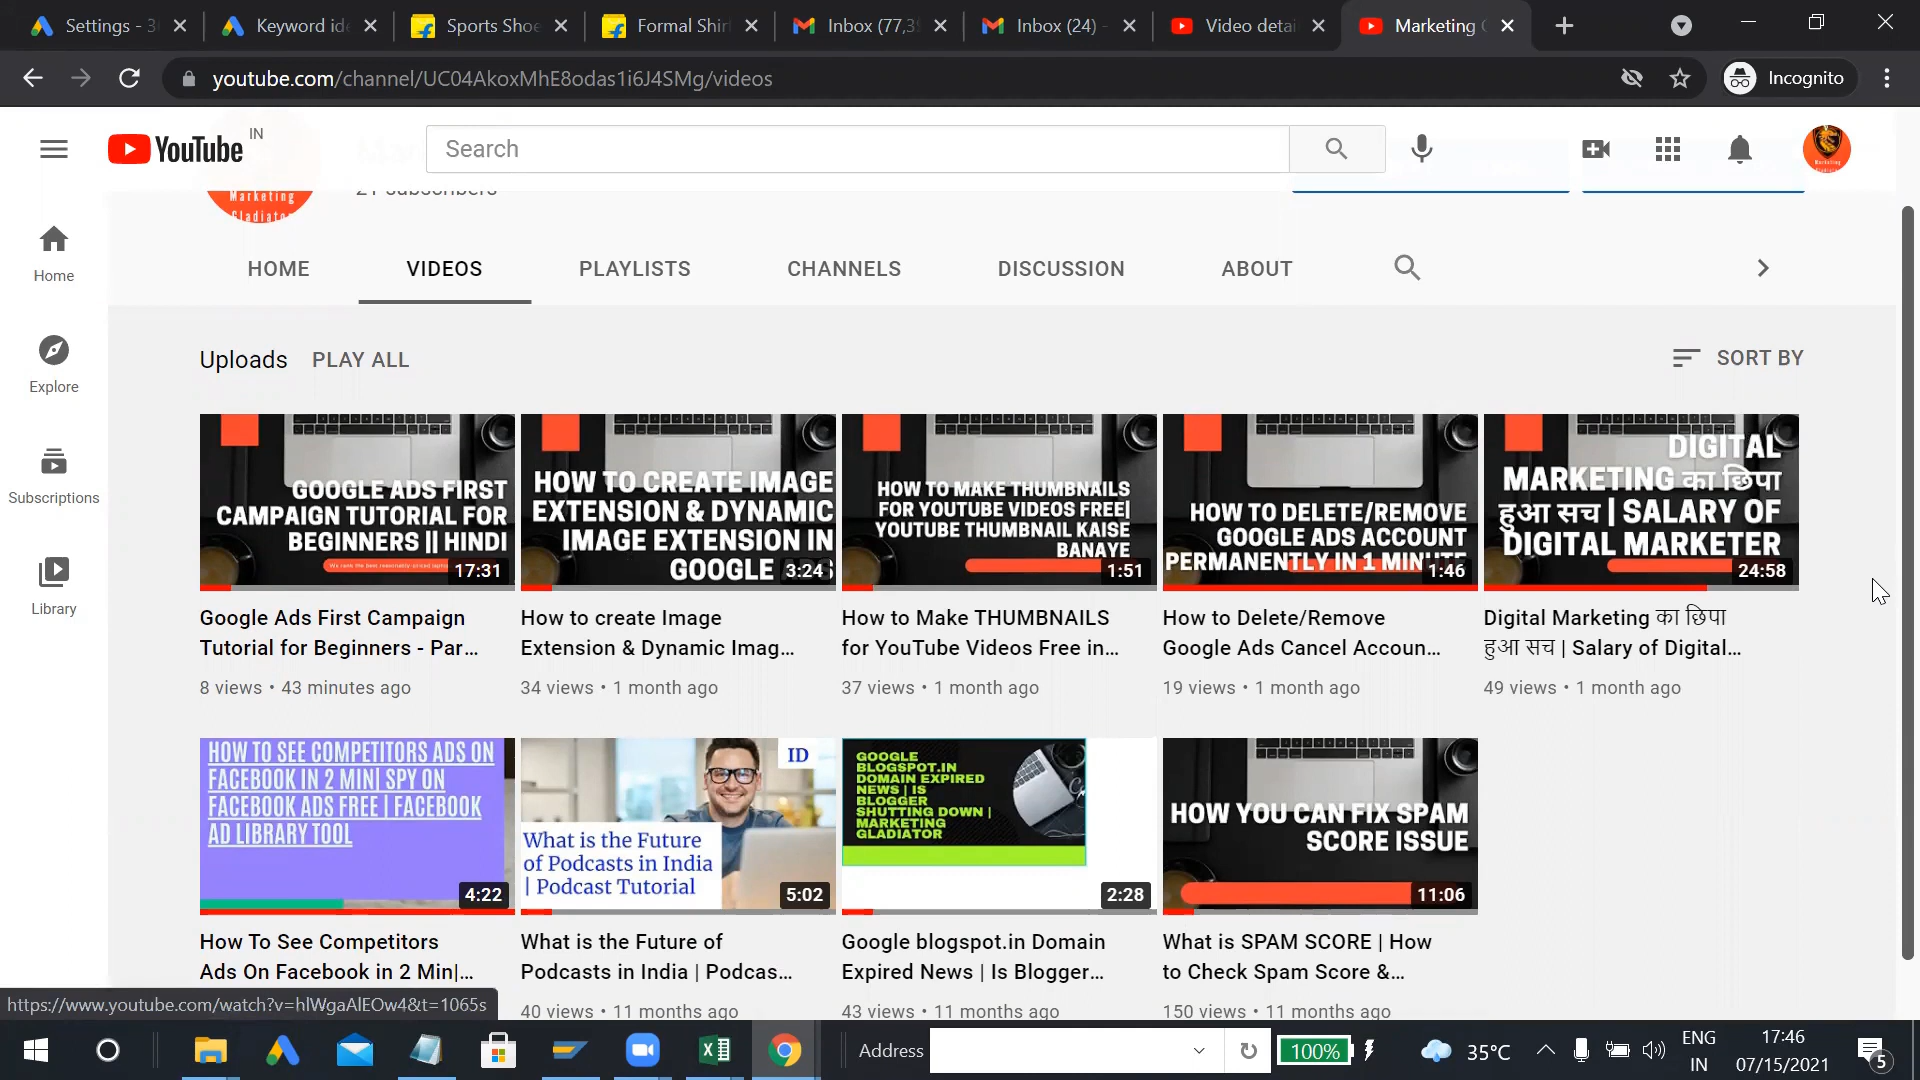 Settings - 3
Keyword ide
Sports Shoe
Formal Shir
Inbox (77,3
Inbox (24) -
Video detai
Marketing
youtube.com/channel/UC04AkoxMhE8odas1i6J4SMg/videos
Incognito
YouTube
IN
Search
Marketing
Gladiator
21 subscribers
Home
Explore
Subscriptions
Library
HOME
VIDEOS
PLAYLISTS
CHANNELS
DISCUSSION
ABOUT
Uploads
PLAY ALL
SORT BY
GOOGLE ADS FIRST
CAMPAIGN TUTORIAL FOR
BEGINNERS || HINDI
17:31
Google Ads First Campaign
Tutorial for Beginners - Par...
8 views • 43 minutes ago
HOW TO CREATE IMAGE
EXTENSION & DYNAMIC
IMAGE EXTENSION IN
GOOGLE
3:24
How to create Image
Extension & Dynamic Imag...
34 views • 1 month ago
HOW TO MAKE THUMBNAILS
FOR YOUTUBE VIDEOS FREE|
YOUTUBE THUMBNAIL KAISE
BANAYE
1:51
How to Make THUMBNAILS
for YouTube Videos Free in...
37 views • 1 month ago
HOW TO DELETE/REMOVE
GOOGLE ADS ACCOUNT
PERMANENTLY IN 1 MINUTE
1:46
How to Delete/Remove
Google Ads Cancel Accoun...
19 views • 1 month ago
DIGITAL
MARKETING का छिपा
हुआ सच | SALARY OF
DIGITAL MARKETER
24:58
Digital Marketing का छिपा
हुआ सच | Salary of Digital...
49 views • 1 month ago
HOW TO SEE COMPETITORS ADS ON
FACEBOOK IN 2 MIN| SPY ON
FACEBOOK ADS FREE | FACEBOOK
AD LIBRARY TOOL
4:22
How To See Competitors
Ads On Facebook in 2 Min|...
ID
What is the Future
of Podcasts in India
| Podcast Tutorial
5:02
What is the Future of
Podcasts in India | Podcas...
40 views • 11 months ago
GOOGLE
BLOGSPOT.IN
DOMAIN EXPIRED
NEWS | IS
BLOGGER
SHUTTING DOWN |
MARKETING
GLADIATOR
2:28
Google blogspot.in Domain
Expired News | Is Blogger...
43 views • 11 months ago
HOW YOU CAN FIX SPAM
SCORE ISSUE
11:06
What is SPAM SCORE | How
to Check Spam Score &...
150 views • 11 months ago
https://www.youtube.com/watch?v=hlWgaAlEOw4&t=1065s
Address
100%
35°C
ENG
IN
17:46
07/15/2021
5